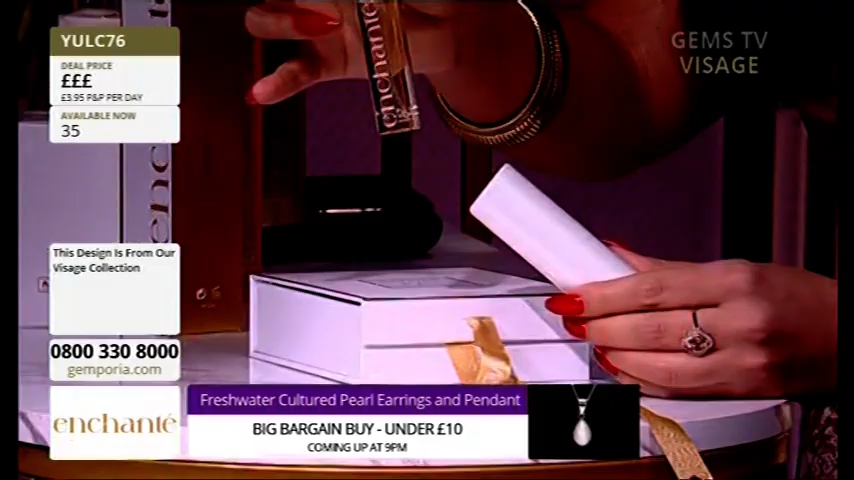 YULC76
DEAL PRICE
£££
£3.95 P&P PER DAY
AVAILABLE NOW
35
This Design Is From Our
Visage Collection
0800 330 8000
gemporia.com
enchanté
Freshwater Cultured Pearl Earrings and Pendant
BIG BARGAIN BUY - UNDER £10
COMING UP AT 9PM
GEMS TV
VISAGE
enchanté